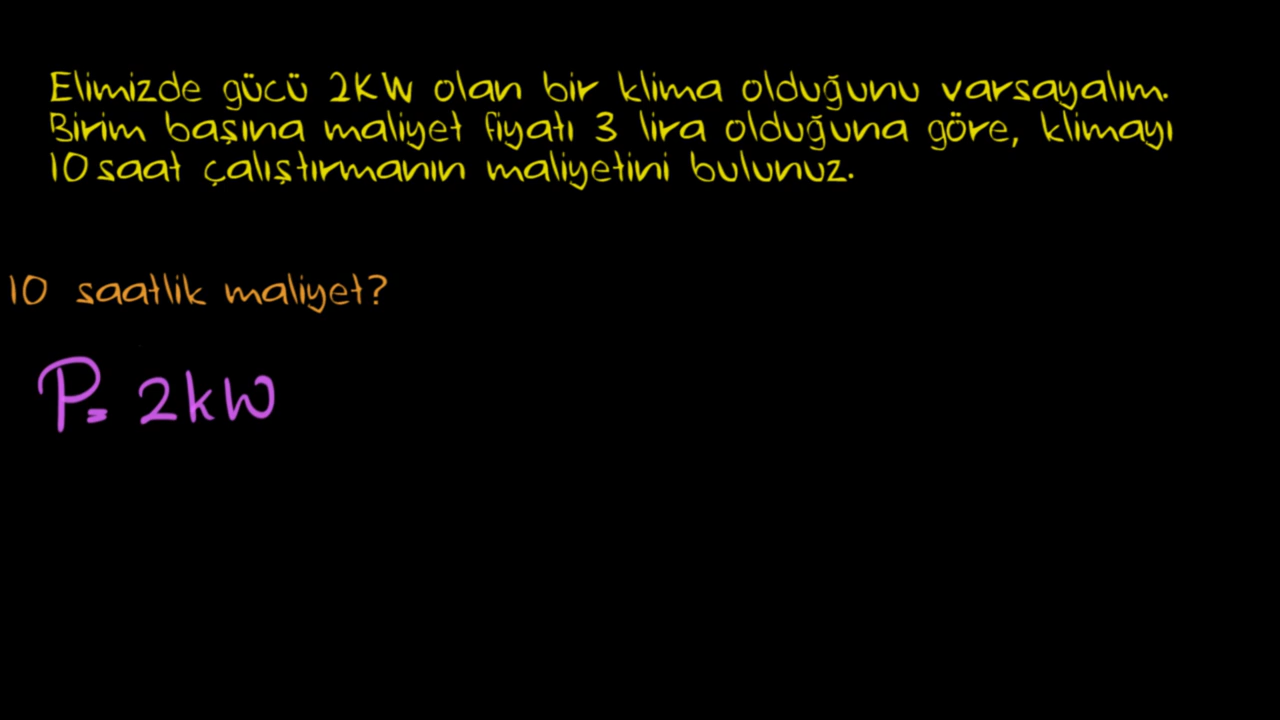 Elimizde gücü 2KW olan bir klima olduğunu varsayalım.
Birim başına maliyet fiyatı 3 lira olduğuna göre, klimayı
10 saat çalıştırmanın maliyetini bulunuz.
10 saatlik maliyet?
P= 2kW